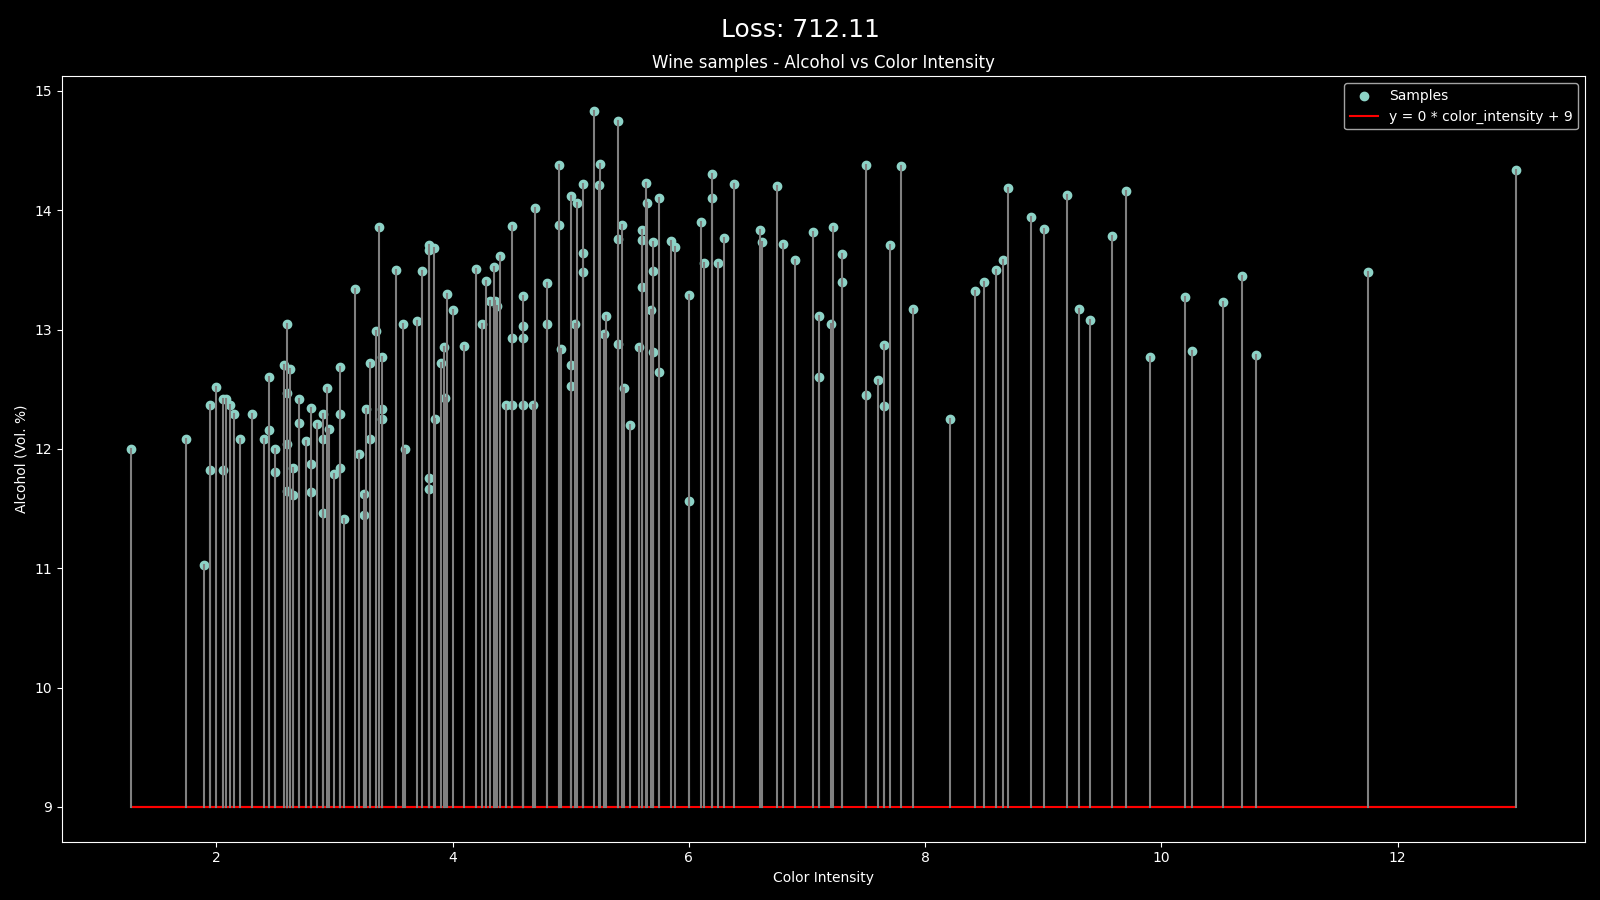 Loss: 712.11
Wine samples - Alcohol vs Color Intensity
Samples
y = 0 * color_intensity + 9
Alcohol (Vol. %)
15
14
13
12
11
10
9
2 4 6 8 10 12
Color Intensity